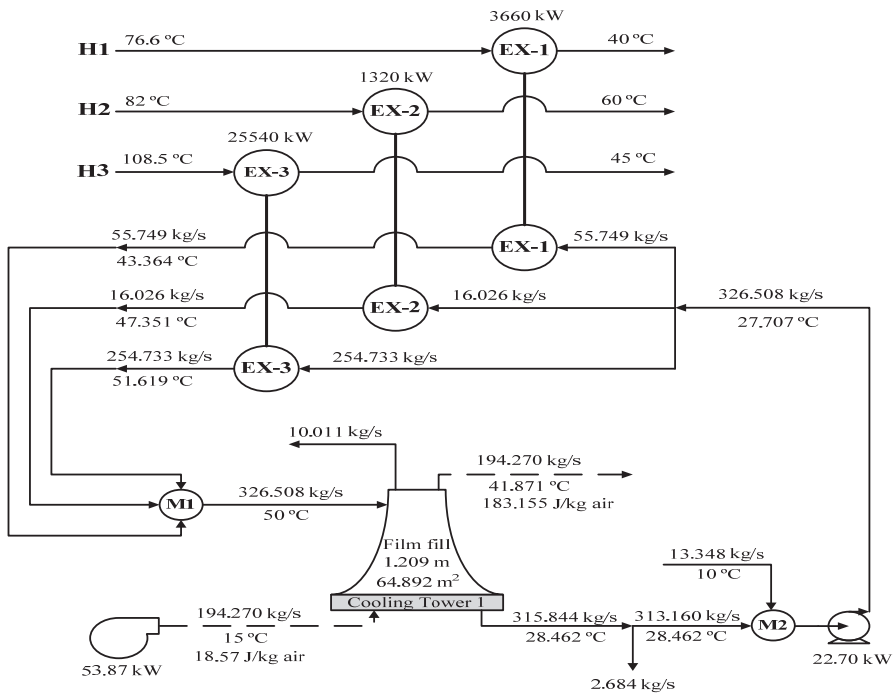 3660 kW
H1
76.6 ºC
EX-1
40 ºC
1320 kW
H2
82 ºC
EX-2
60 ºC
25540 kW
H3
108.5 ºC
EX-3
45 ºC
55.749 kg/s
43.364 ºC
EX-1
55.749 kg/s
16.026 kg/s
47.351 ºC
EX-2
16.026 kg/s
326.508 kg/s
27.707 ºC
254.733 kg/s
51.619 ºC
EX-3
254.733 kg/s
10.011 kg/s
194.270 kg/s
41.871 ºC
183.155 J/kg air
M1
326.508 kg/s
50 ºC
Film fill
1.209 m
64.892 m²
Cooling Tower 1
13.348 kg/s
10 ºC
194.270 kg/s
15 ºC
18.57 J/kg air
53.87 kW
315.844 kg/s
28.462 ºC
313.160 kg/s
28.462 ºC
M2
22.70 kW
2.684 kg/s